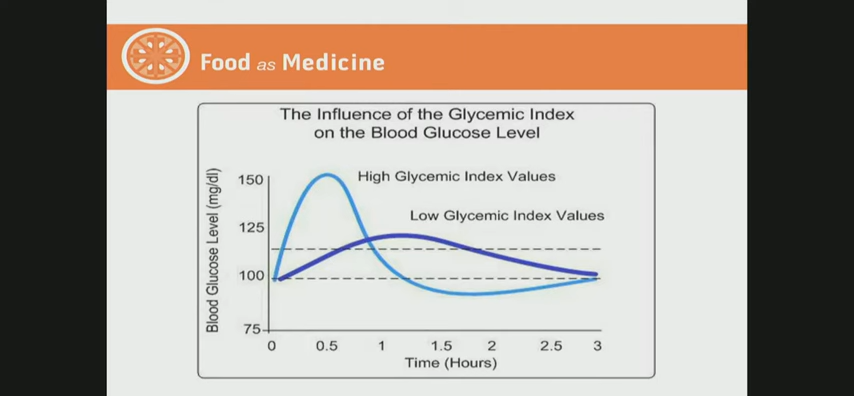 Food as Medicine
The Influence of the Glycemic Index
on the Blood Glucose Level
Blood Glucose Level (mg/dl)
150
125
100
75
High Glycemic Index Values
Low Glycemic Index Values
0 0.5 1 1.5 2 2.5 3
Time (Hours)